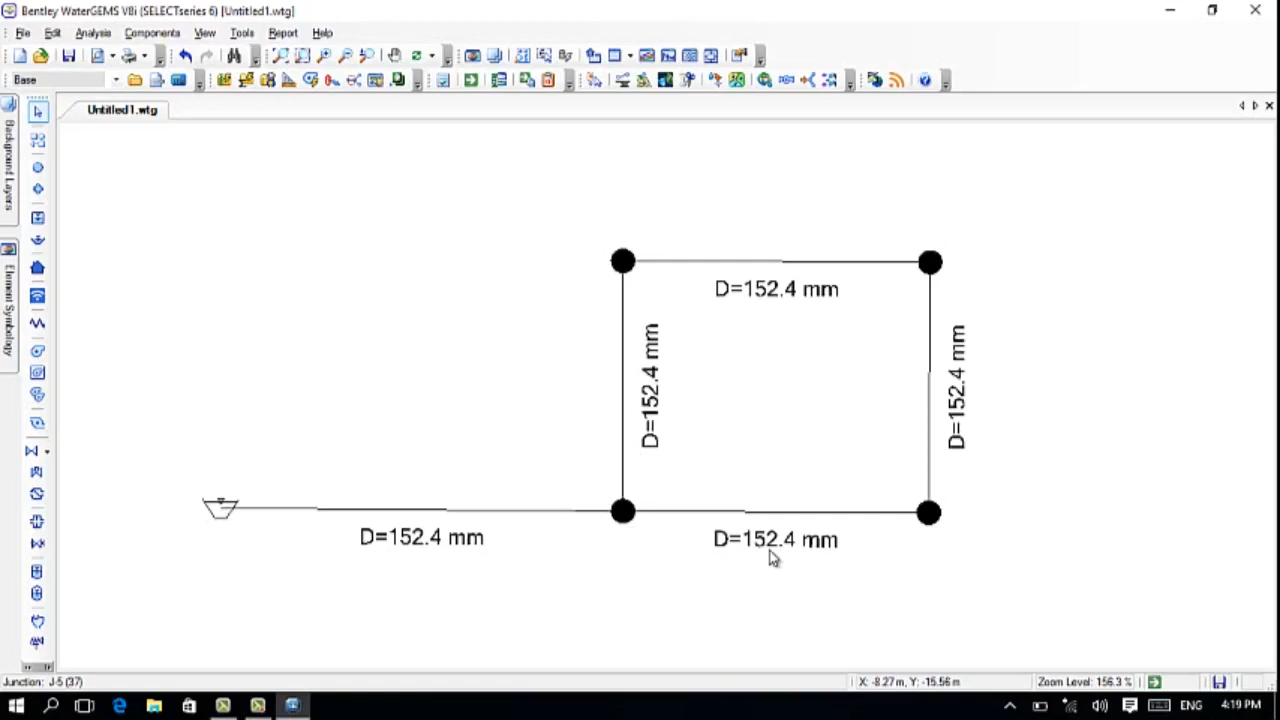 Bentley WaterGEMS V8i (SELECTseries 6) [Untitled1.wtg]
File Edit Analysis Components View Tools Report Help
Base
Untitled1.wtg
Background Layers
Element Symbology
D=152.4 mm
D=152.4 mm
D=152.4 mm
D=152.4 mm
D=152.4 mm
Junction: J-5 (37)
X: -8.27 m, Y: -15.56 m
Zoom Level: 156.3 %
ENG
4:19 PM